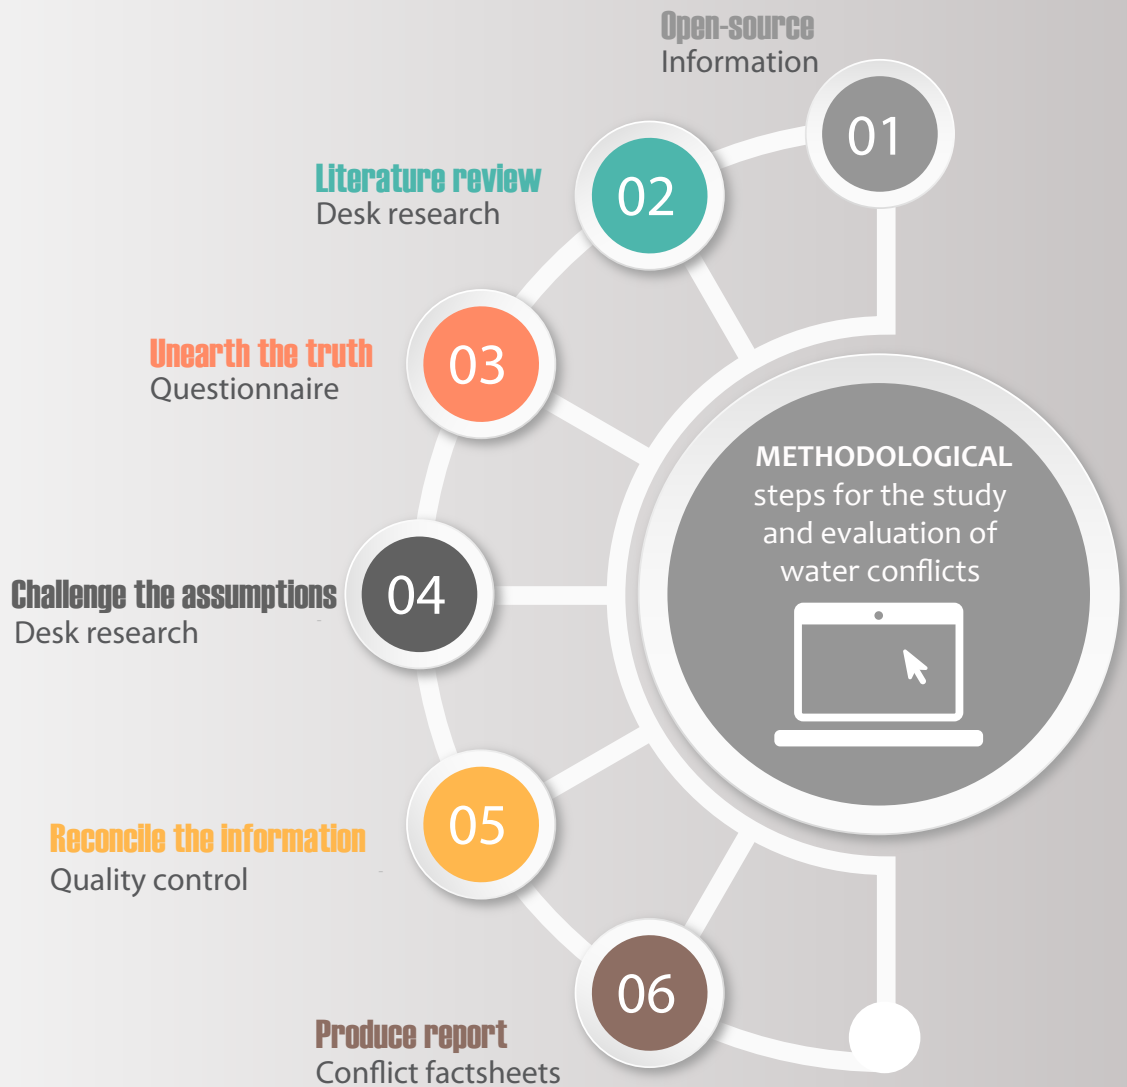 Open-source
Information
01
02
Literature review
Desk research
03
Unearth the truth
Questionnaire
METHODOLOGICAL
steps for the study
and evaluation of
water conflicts
04
Challenge the assumptions
Desk research
05
Reconcile the information
Quality control
06
Produce report
Conflict factsheets